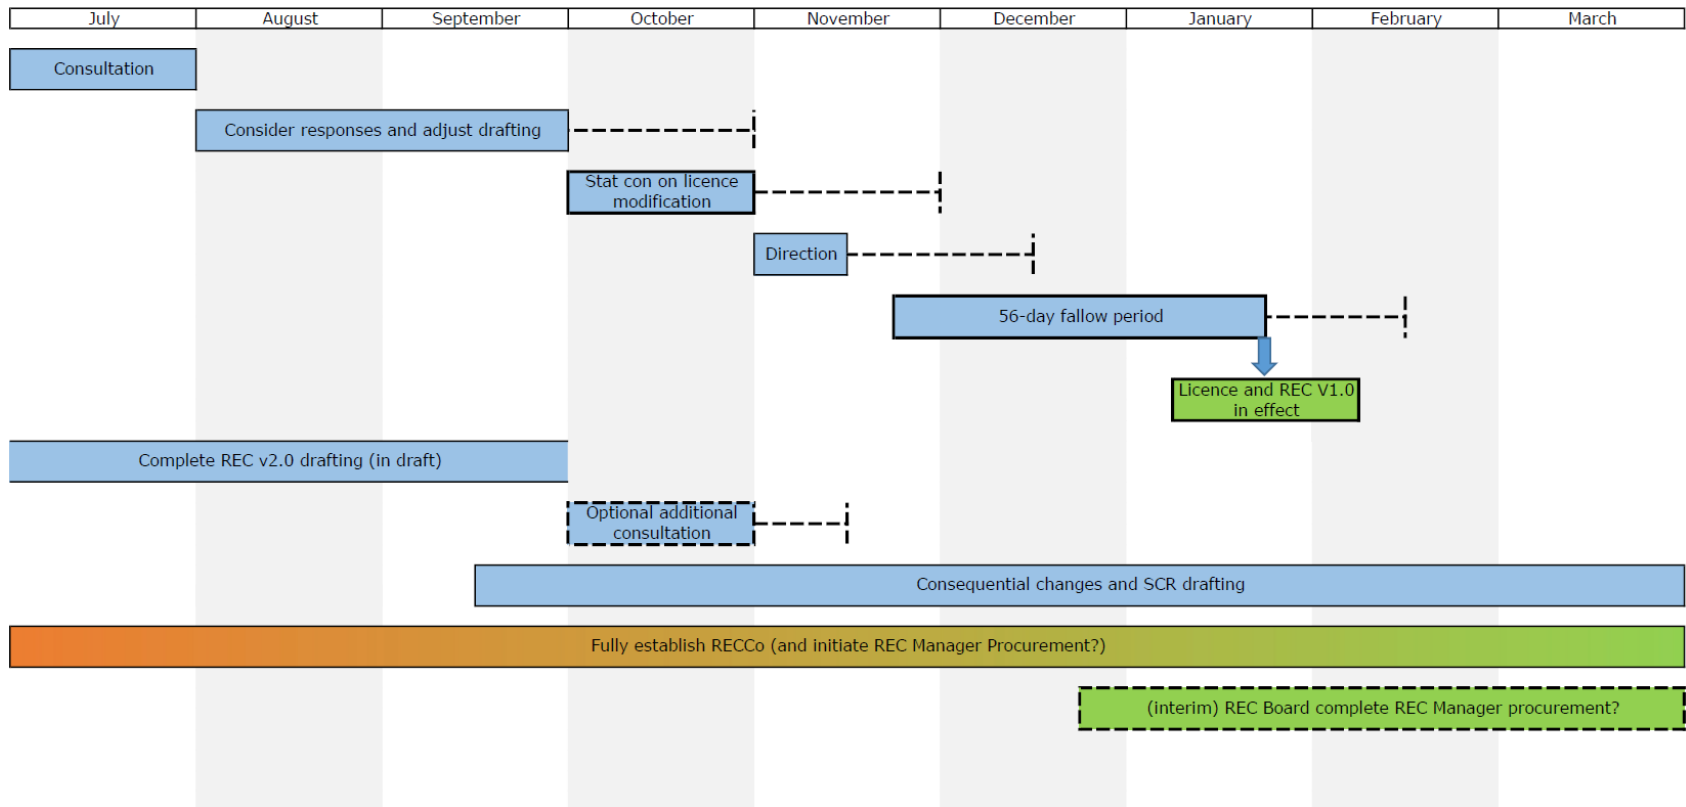 July August September October November December January February March
Consultation
Consider responses and adjust drafting
Stat con on licence
modification
Direction
56-day fallow period
Licence and REC V1.0
in effect
Complete REC v2.0 drafting (in draft)
Optional additional
consultation
Consequential changes and SCR drafting
Fully establish RECCo (and initiate REC Manager Procurement?)
(interim) REC Board complete REC Manager procurement?